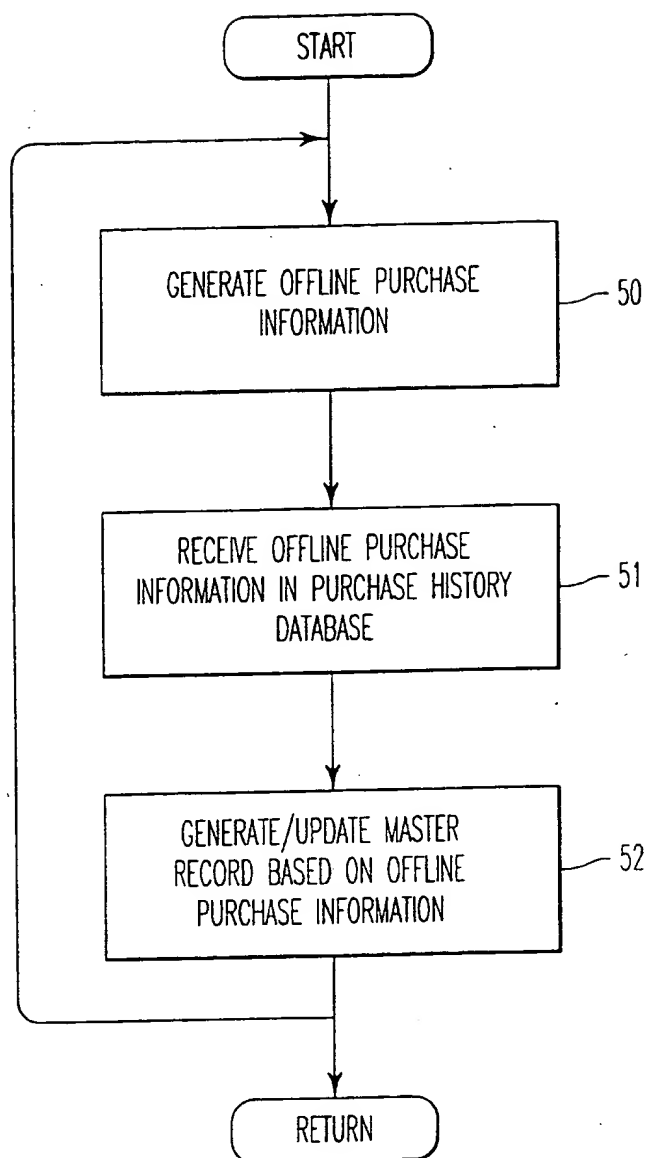 START
GENERATE OFFLINE PURCHASE
INFORMATION
50
RECEIVE OFFLINE PURCHASE
INFORMATION IN PURCHASE HISTORY
DATABASE
51
GENERATE/UPDATE MASTER
RECORD BASED ON OFFLINE
PURCHASE INFORMATION
52
RETURN